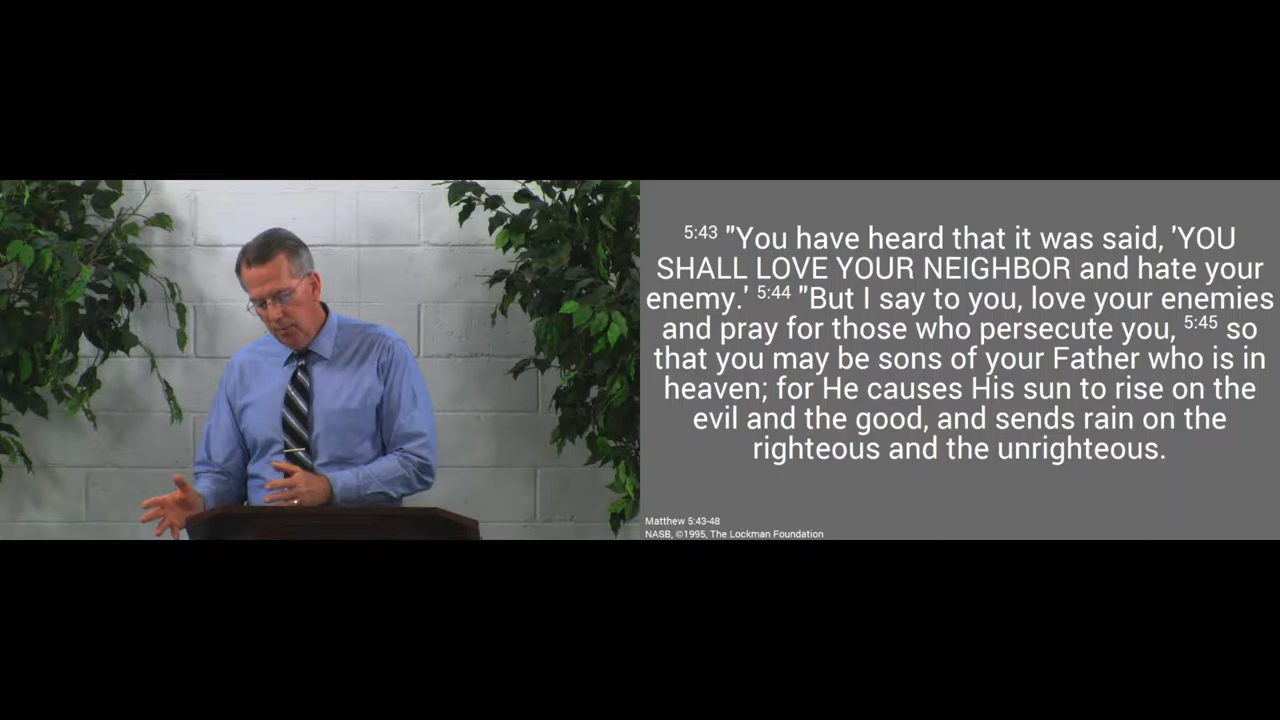 5:43 "You have heard that it was said, 'YOU
SHALL LOVE YOUR NEIGHBOR and hate your
enemy.' 5:44 "But I say to you, love your enemies
and pray for those who persecute you, 5:45 so
that you may be sons of your Father who is in
heaven; for He causes His sun to rise on the
evil and the good, and sends rain on the
righteous and the unrighteous.
Matthew 5:43-48
NASB, ©1995, The Lockman Foundation